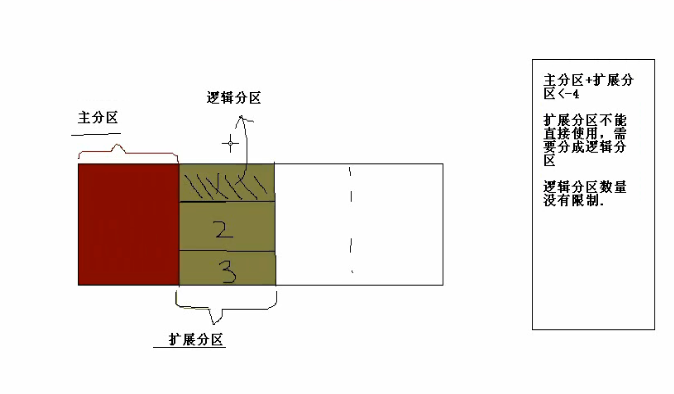 逻辑分区
主分区
2
3
扩展分区
主分区+扩展分
区<-4
扩展分区不能
直接使用，需
要分成逻辑分
区
逻辑分区数量
没有限制.